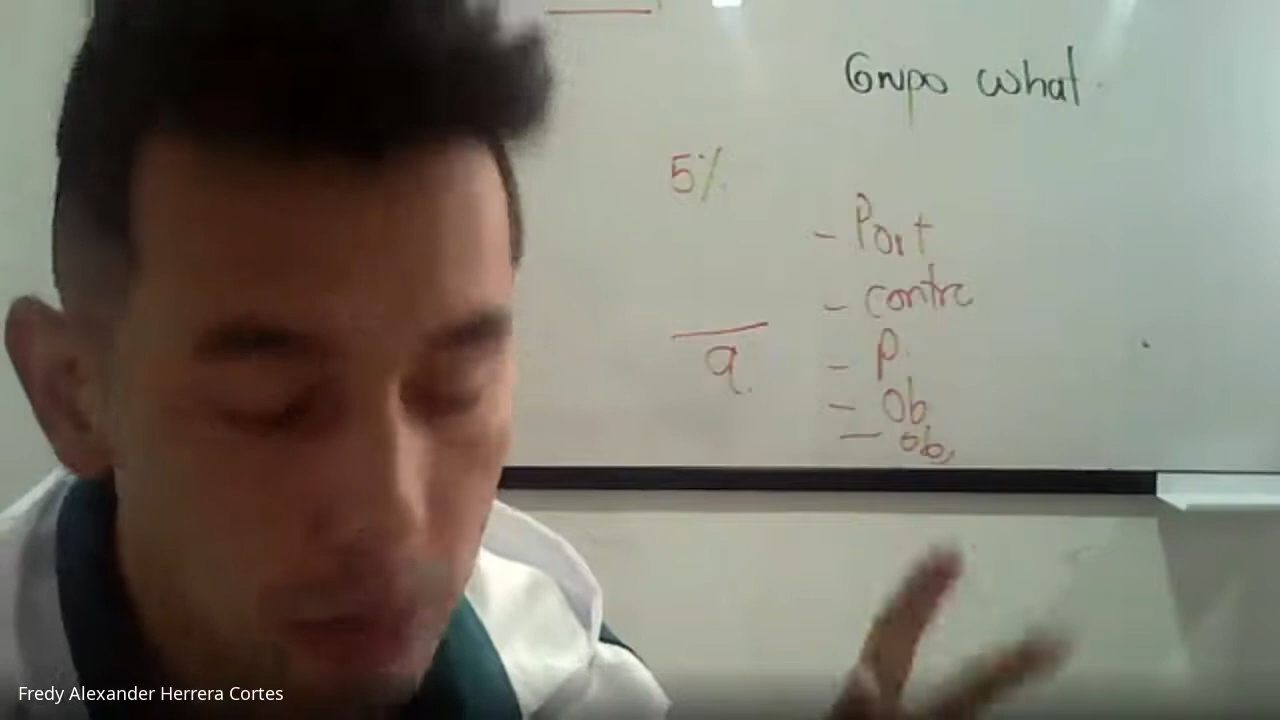 Grupo what
5%
- Port
- contra
- P.
a
- Ob
- ob,
Fredy Alexander Herrera Cortes